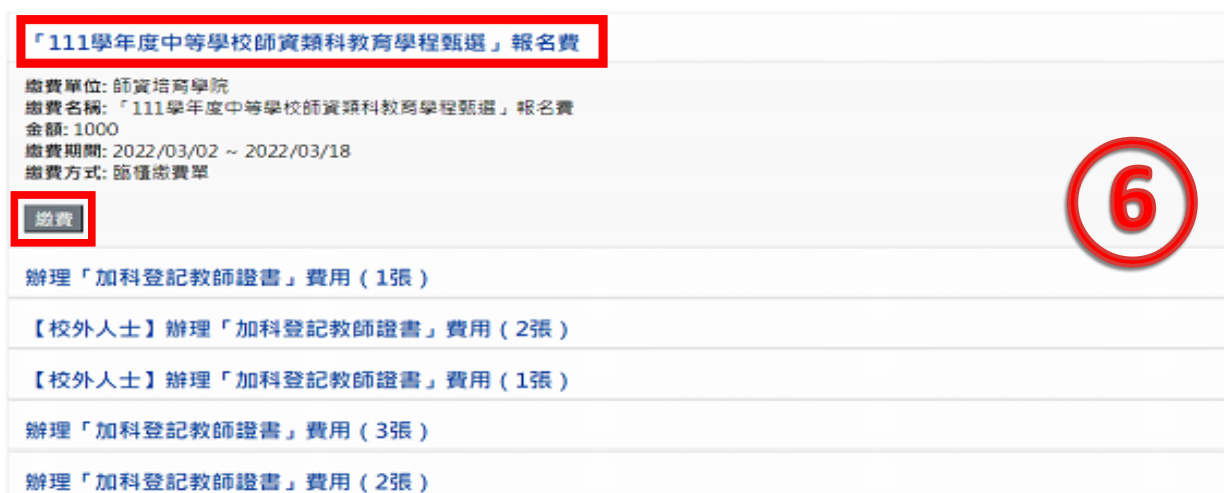 「111學年度中等學校師資類科教育學程甄選」報名費
繳費單位: 師資培育學院
繳費名稱: 「111學年度中等學校師資類科教育學程甄選」報名費
金額: 1000
繳費期間: 2022/03/02 ~ 2022/03/18
繳費方式: 臨櫃繳費單
6
繳費
辦理「加科登記教師證書」費用 ( 1張 )
【校外人士】辦理「加科登記教師證書」費用 ( 2張 )
【校外人士】辦理「加科登記教師證書」費用 ( 1張 )
辦理「加科登記教師證書」費用 ( 3張 )
辦理「加科登記教師證書」費用 ( 2張 )